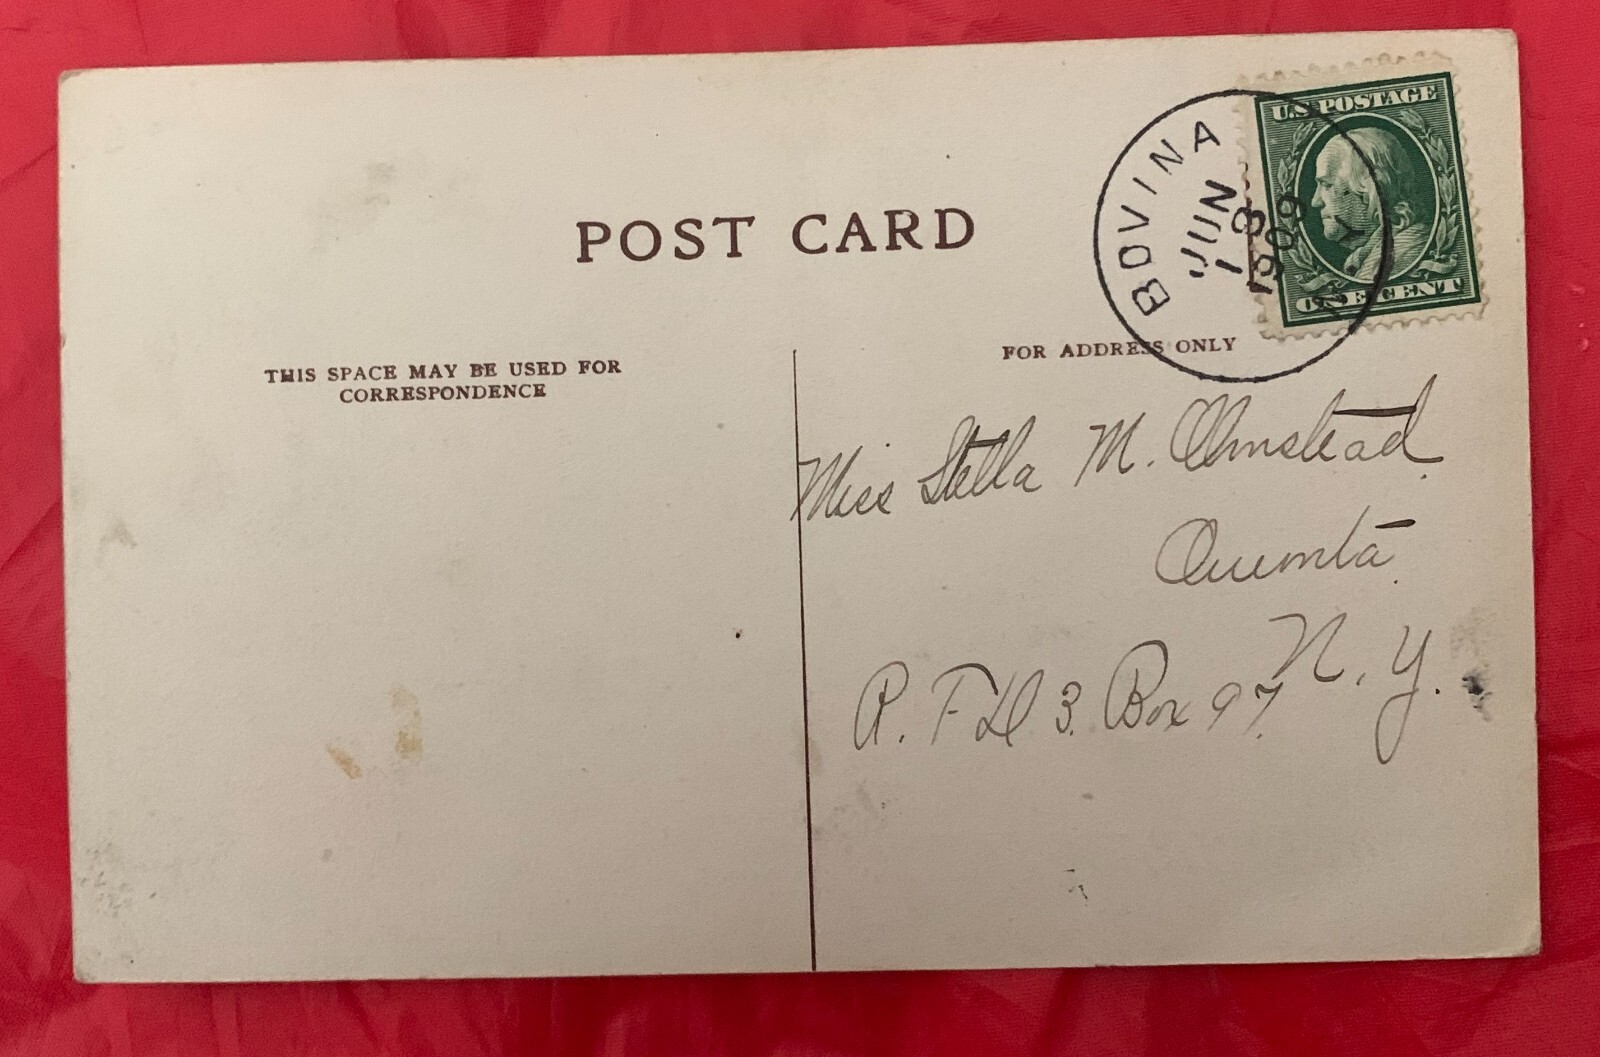 POST CARD
THIS SPACE MAY BE USED FOR
CORRESPONDENCE
FOR ADDRESS ONLY
U.S. POSTAGE
ONE CENT
BOVINA
N.Y.
JUN
18
1909
Miss Stella M. Olmstead
Oneonta
N. Y.
R. F D 3 Box 97